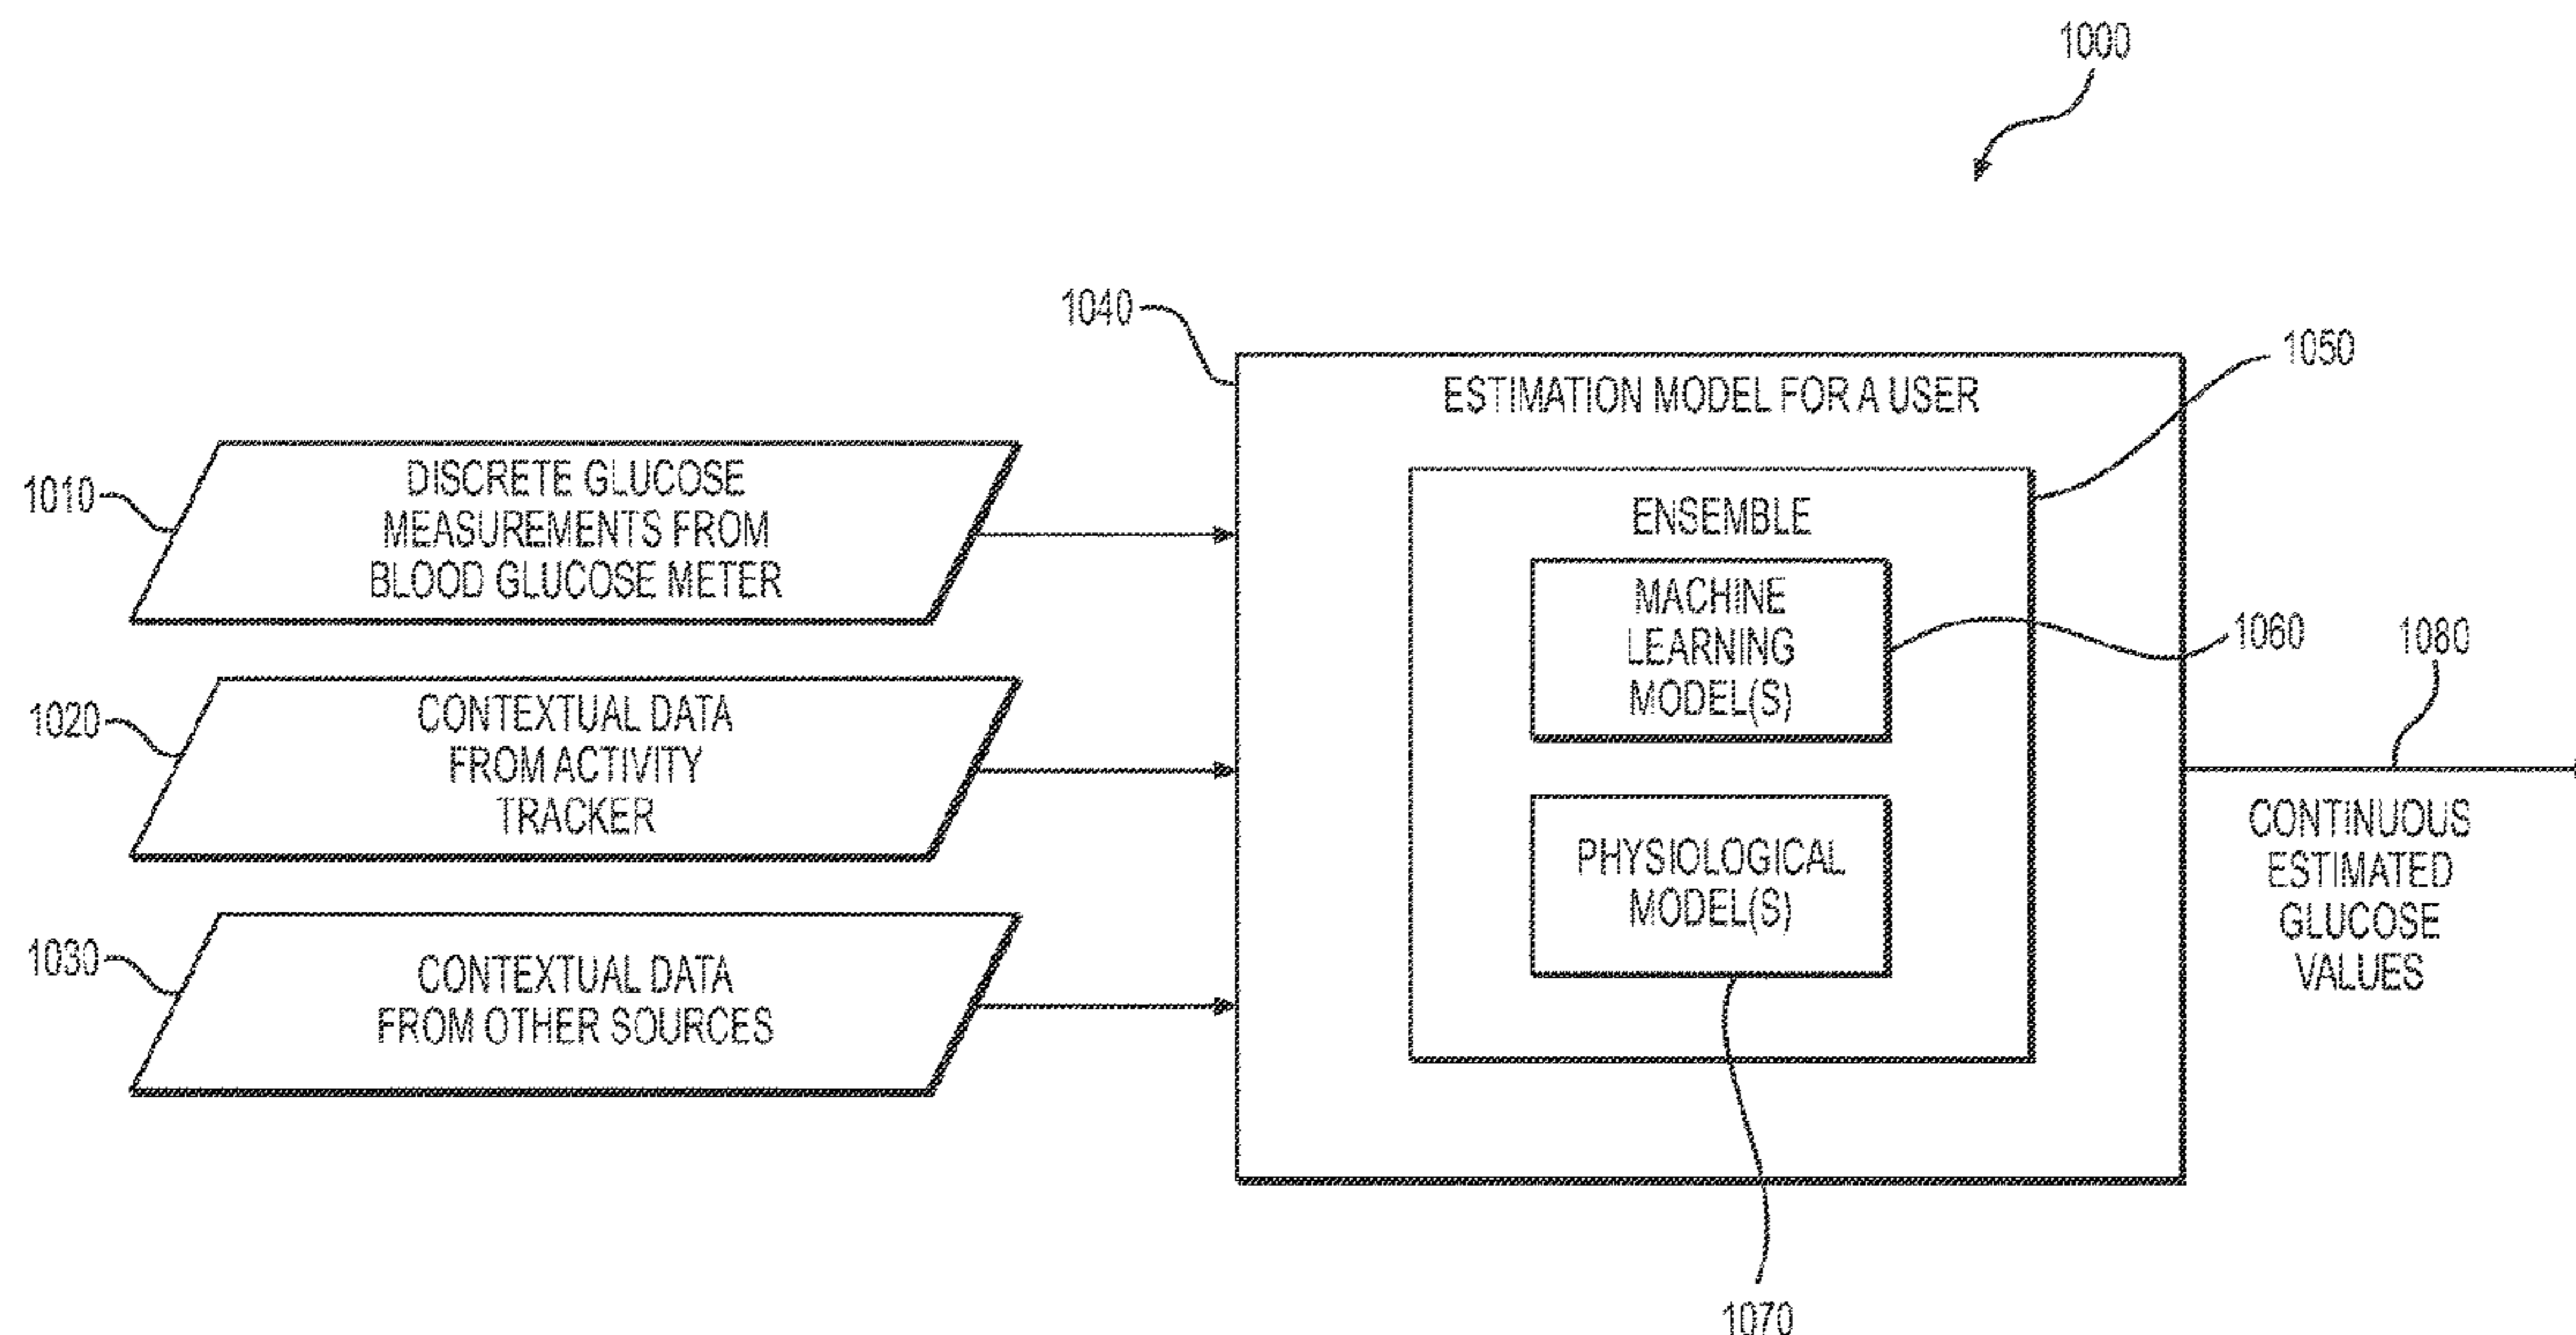 1000
1040
1050
ESTIMATION MODEL FOR A USER
1010
DISCRETE GLUCOSE
MEASUREMENTS FROM
BLOOD GLUCOSE METER
ENSEMBLE
MACHINE
LEARNING
MODEL(S)
1060
1080
1020
CONTEXTUAL DATA
FROM ACTIVITY
TRACKER
PHYSIOLOGICAL
MODEL(S)
CONTINUOUS
ESTIMATED
GLUCOSE
VALUES
1030
CONTEXTUAL DATA
FROM OTHER SOURCES
1070